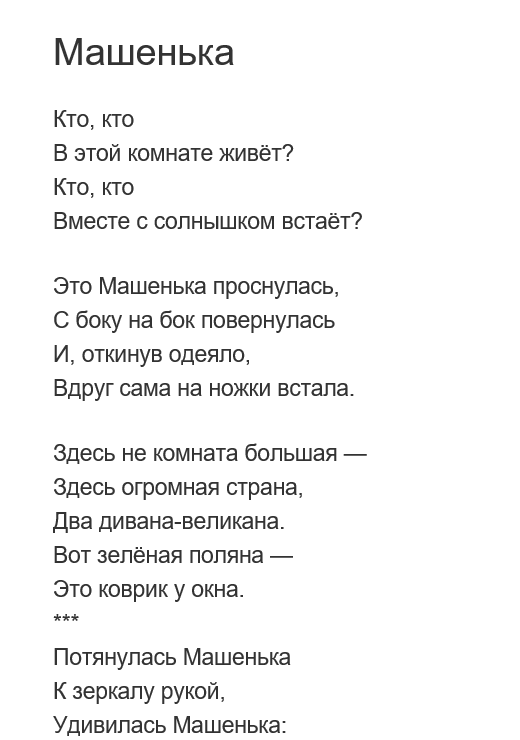 Машенька
Кто, кто
В этой комнате живёт?
Кто, кто
Вместе с солнышком встаёт?
Это Машенька проснулась,
С боку на бок повернулась
И, откинув одеяло,
Вдруг сама на ножки встала.
Здесь не комната большая —
Здесь огромная страна,
Два дивана-великана.
Вот зелёная поляна —
Это коврик у окна.
***
Потянулась Машенька
К зеркалу рукой,
Удивилась Машенька: